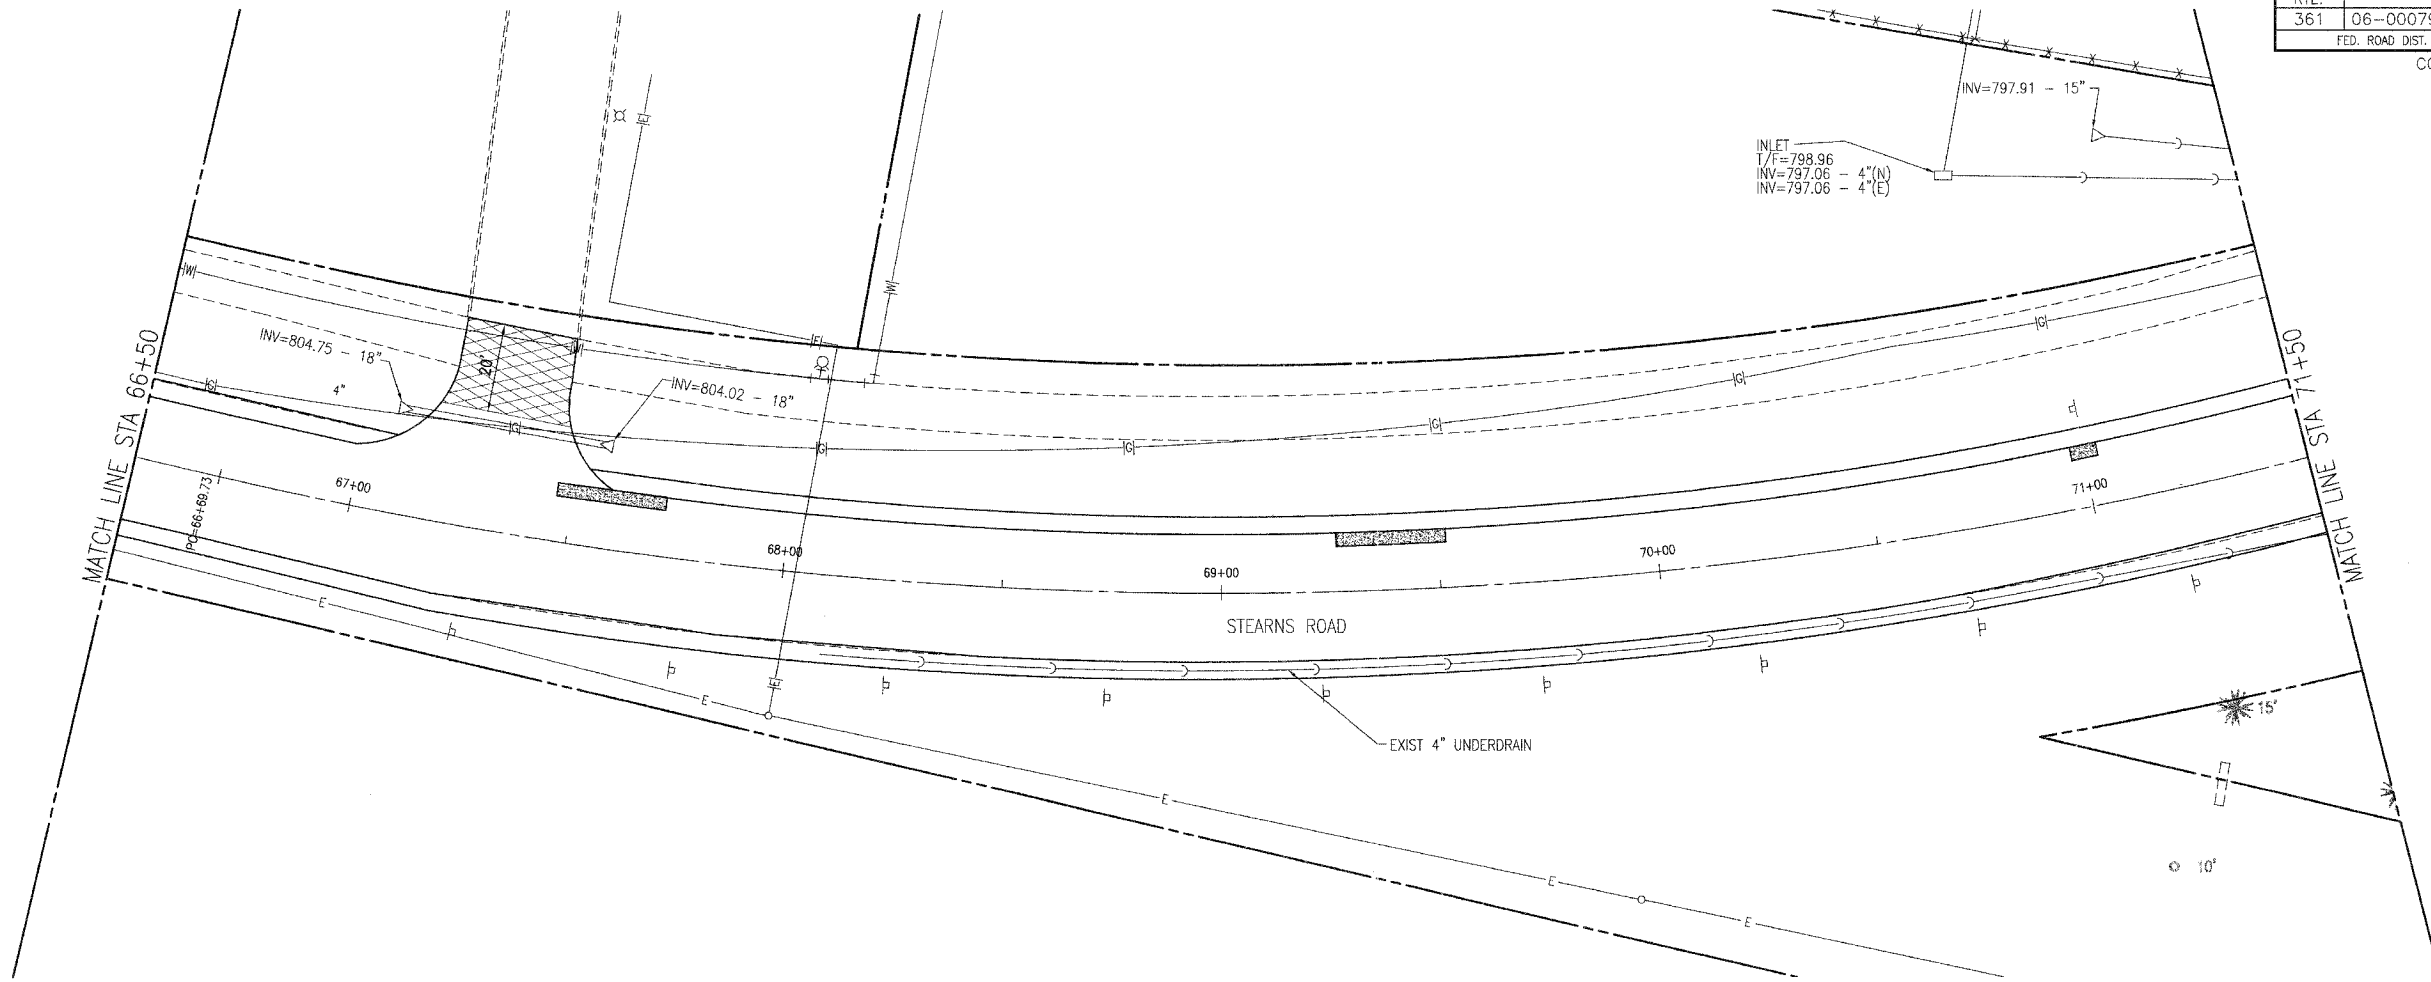 361 06-00079
FED. ROAD DIST.
INV=797.91 - 15"
INLET
T/F=798.96
INV=797.06 - 4"(N)
INV=797.06 - 4"(E)
|E|
|W|
|W|
|G|
INV=804.75 - 18"
20'
|E|
|G|
|G|
4"
INV=804.02 - 18"
|G|
|G|
|G|
|G|
|G|
MATCH LINE STA 66+50
MATCH LINE STA 71+50
PC=66+69.73
67+00
68+00
69+00
70+00
71+00
STEARNS ROAD
E
|E|
E
EXIST 4" UNDERDRAIN
15"
E
10"
E
E